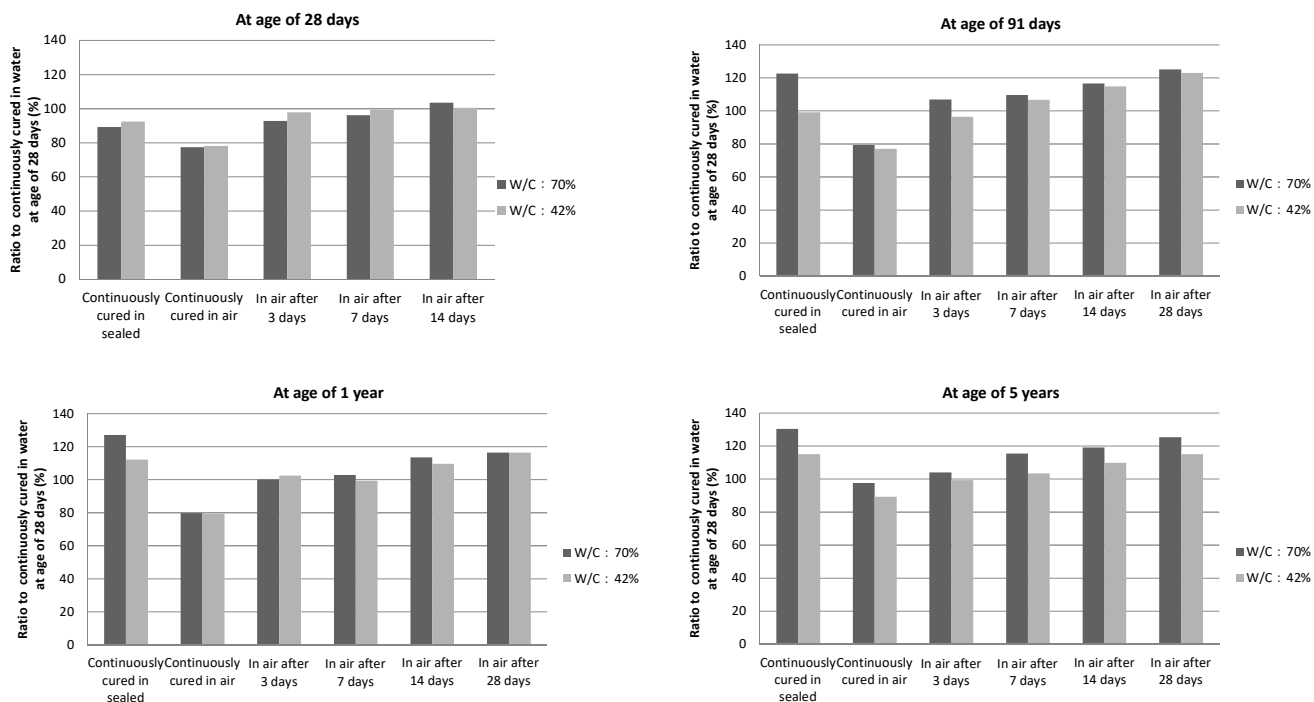 At age of 28 days
Ratio to continuously cured in water
at age of 28 days (%)
140
120
100
80
60
40
20
0
Continuously
cured in
sealed
Continuously
cured in air
In air after
3 days
In air after
7 days
In air after
14 days
W/C : 70%
W/C : 42%
At age of 91 days
Ratio to continuously cured in water
at age of 28 days (%)
140
120
100
80
60
40
20
0
Continuously
cured in
sealed
Continuously
cured in air
In air after
3 days
In air after
7 days
In air after
14 days
In air after
28 days
W/C : 70%
W/C : 42%
At age of 1 year
Ratio to continuously cured in water
at age of 28 days (%)
140
120
100
80
60
40
20
0
Continuously
cured in
sealed
Continuously
cured in air
In air after
3 days
In air after
7 days
In air after
14 days
In air after
28 days
W/C : 70%
W/C : 42%
At age of 5 years
Ratio to continuously cured in water
at age of 28 days (%)
140
120
100
80
60
40
20
0
Continuously
cured in
sealed
Continuously
cured in air
In air after
3 days
In air after
7 days
In air after
14 days
In air after
28 days
W/C : 70%
W/C : 42%